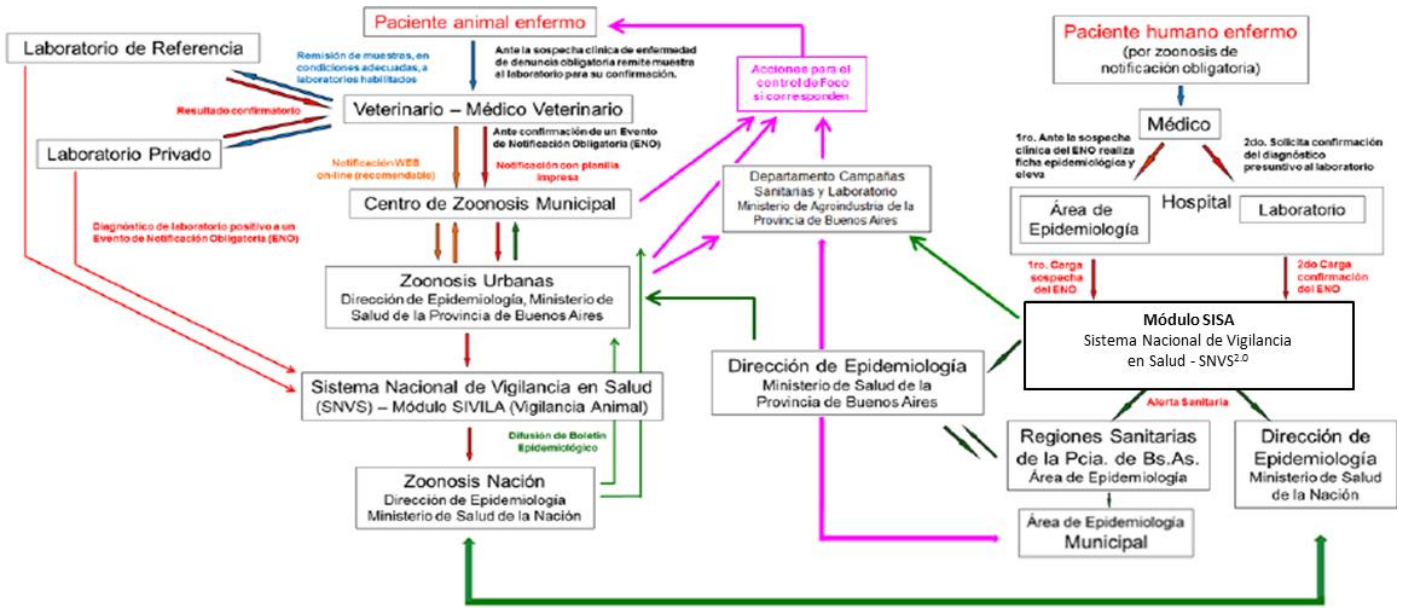 Paciente animal enfermo
Laboratorio de Referencia
Remisión de muestras, en
condiciones adecuadas, a
laboratorios habilitados
Ante la sospecha clínica de enfermedad
de denuncia obligatoria remite muestra
al laboratorio para su confirmación.
Resultado confirmatorio
Veterinario – Médico Veterinario
Laboratorio Privado
Ante confirmación de un Evento
de Notificación Obligatoria (ENO)
Notificación WEB
on-line (recomendable)
Notificación con planilla
impresa
Centro de Zoonosis Municipal
Diagnóstico de laboratorio positivo a un
Evento de Notificación Obligatoria (ENO)
Zoonosis Urbanas
Dirección de Epidemiología, Ministerio de
Salud de la Provincia de Buenos Aires
Sistema Nacional de Vigilancia en Salud
(SNVS) – Módulo SIVILA (Vigilancia Animal)
Difusión de Boletín
Epidemiológico
Zoonosis Nación
Dirección de Epidemiología
Ministerio de Salud de la Nación
Acciones para el
control de Foco
si corresponden
Departamento Campañas
Sanitarias y Laboratorio
Ministerio de Agroindustria de la
Provincia de Buenos Aires
Dirección de Epidemiología
Ministerio de Salud de la
Provincia de Buenos Aires
Paciente humano enfermo
(por zoonosis de
notificación obligatoria)
Médico
1ro. Ante la sospecha
clínica del ENO realiza
ficha epidemiológica y
eleva
2do. Solicita confirmación
del diagnóstico
presuntivo al laboratorio
Hospital
Área de
Epidemiología
Laboratorio
1ro. Carga
sospecha
del ENO
2do Carga
confirmación
del ENO
Módulo SISA
Sistema Nacional de Vigilancia
en Salud - SNVS2.0
Alerta Sanitaria
Regiones Sanitarias
de la Pcia. de Bs.As.
Área de Epidemiología
Dirección de
Epidemiología
Ministerio de Salud
de la Nación
Área de Epidemiología
Municipal